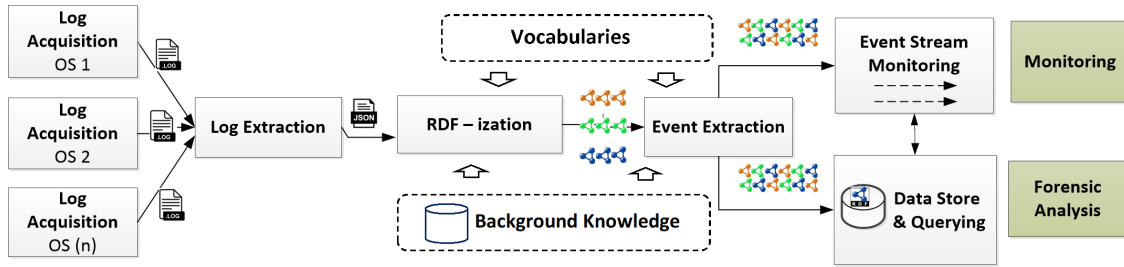 Log
Acquisition
OS 1
.LOG
Log
Acquisition
OS 2
.LOG
Log
Acquisition
OS (n)
.LOG
Log Extraction
JSON
Vocabularies
RDF – ization
Background Knowledge
Event Extraction
Event Stream
Monitoring
Monitoring
RDF
Data Store
& Querying
Forensic
Analysis